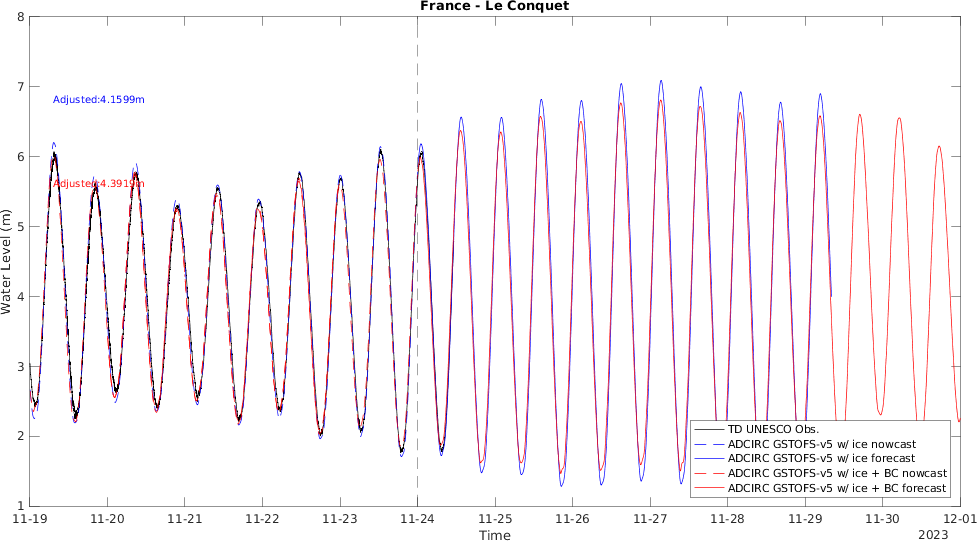 France - Le Conquet
8
7
6
5
4
3
2
1
Water Level (m)
Adjusted:4.1599m
Adjusted:4.3919m
TD UNESCO Obs.
ADCIRC GSTOFS-v5 w/ ice nowcast
ADCIRC GSTOFS-v5 w/ ice forecast
ADCIRC GSTOFS-v5 w/ ice + BC nowcast
ADCIRC GSTOFS-v5 w/ ice + BC forecast
11-19 11-20 11-21 11-22 11-23 11-24 11-25 11-26 11-27 11-28 11-29 11-30 12-01
Time
2023